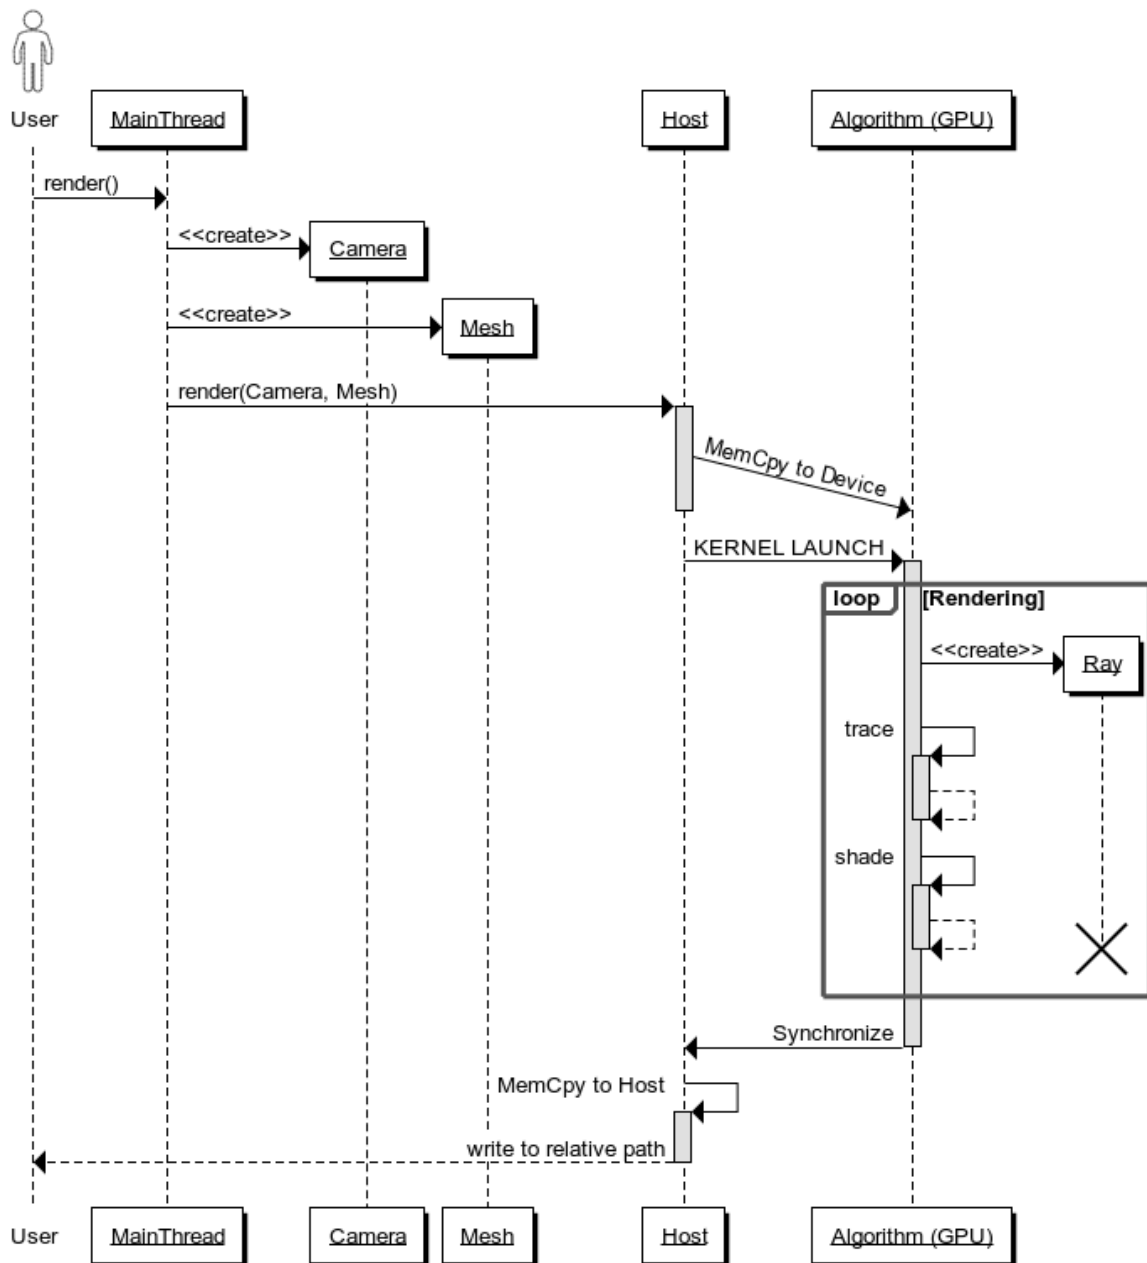 User
MainThread
Host
Algorithm (GPU)
render()
<<create>>
Camera
<<create>>
Mesh
render(Camera, Mesh)
MemCpy to Device
KERNEL LAUNCH
loop [Rendering]
<<create>>
Ray
trace
shade
Synchronize
MemCpy to Host
write to relative path
User
MainThread
Camera
Mesh
Host
Algorithm (GPU)